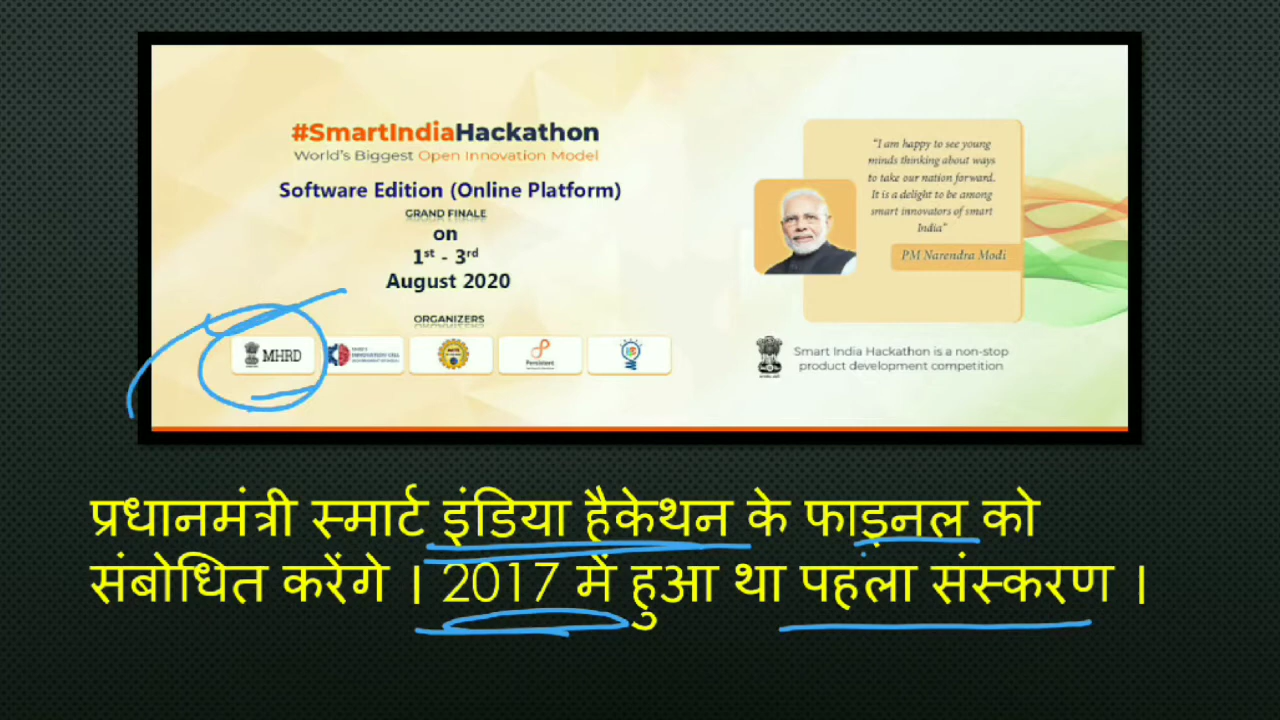 #SmartIndiaHackathon
World's Biggest Open Innovation Model
Software Edition (Online Platform)
GRAND FINALE
on
1st - 3rd
August 2020
ORGANIZERS
MHRD
Persistent
"I am happy to see young
minds thinking about ways
to take our nation forward.
It is a delight to be among
smart innovators of smart
India"
PM Narendra Modi
Smart India Hackathon is a non-stop
product development competition
प्रधानमंत्री स्मार्ट इंडिया हैकेथन के फाइनल को
संबोधित करेंगे । 2017 में हुआ था पहला संस्करण ।